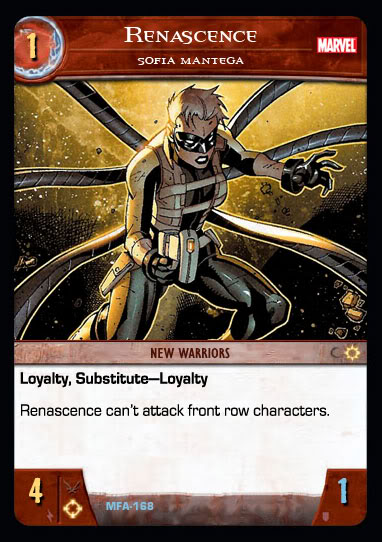 1
RENASCENCE
SOFIA MANTEGA
MARVEL
NEW WARRIORS
C
Loyalty, Substitute—Loyalty
Renascence can't attack front row characters.
4
MFA-168
1